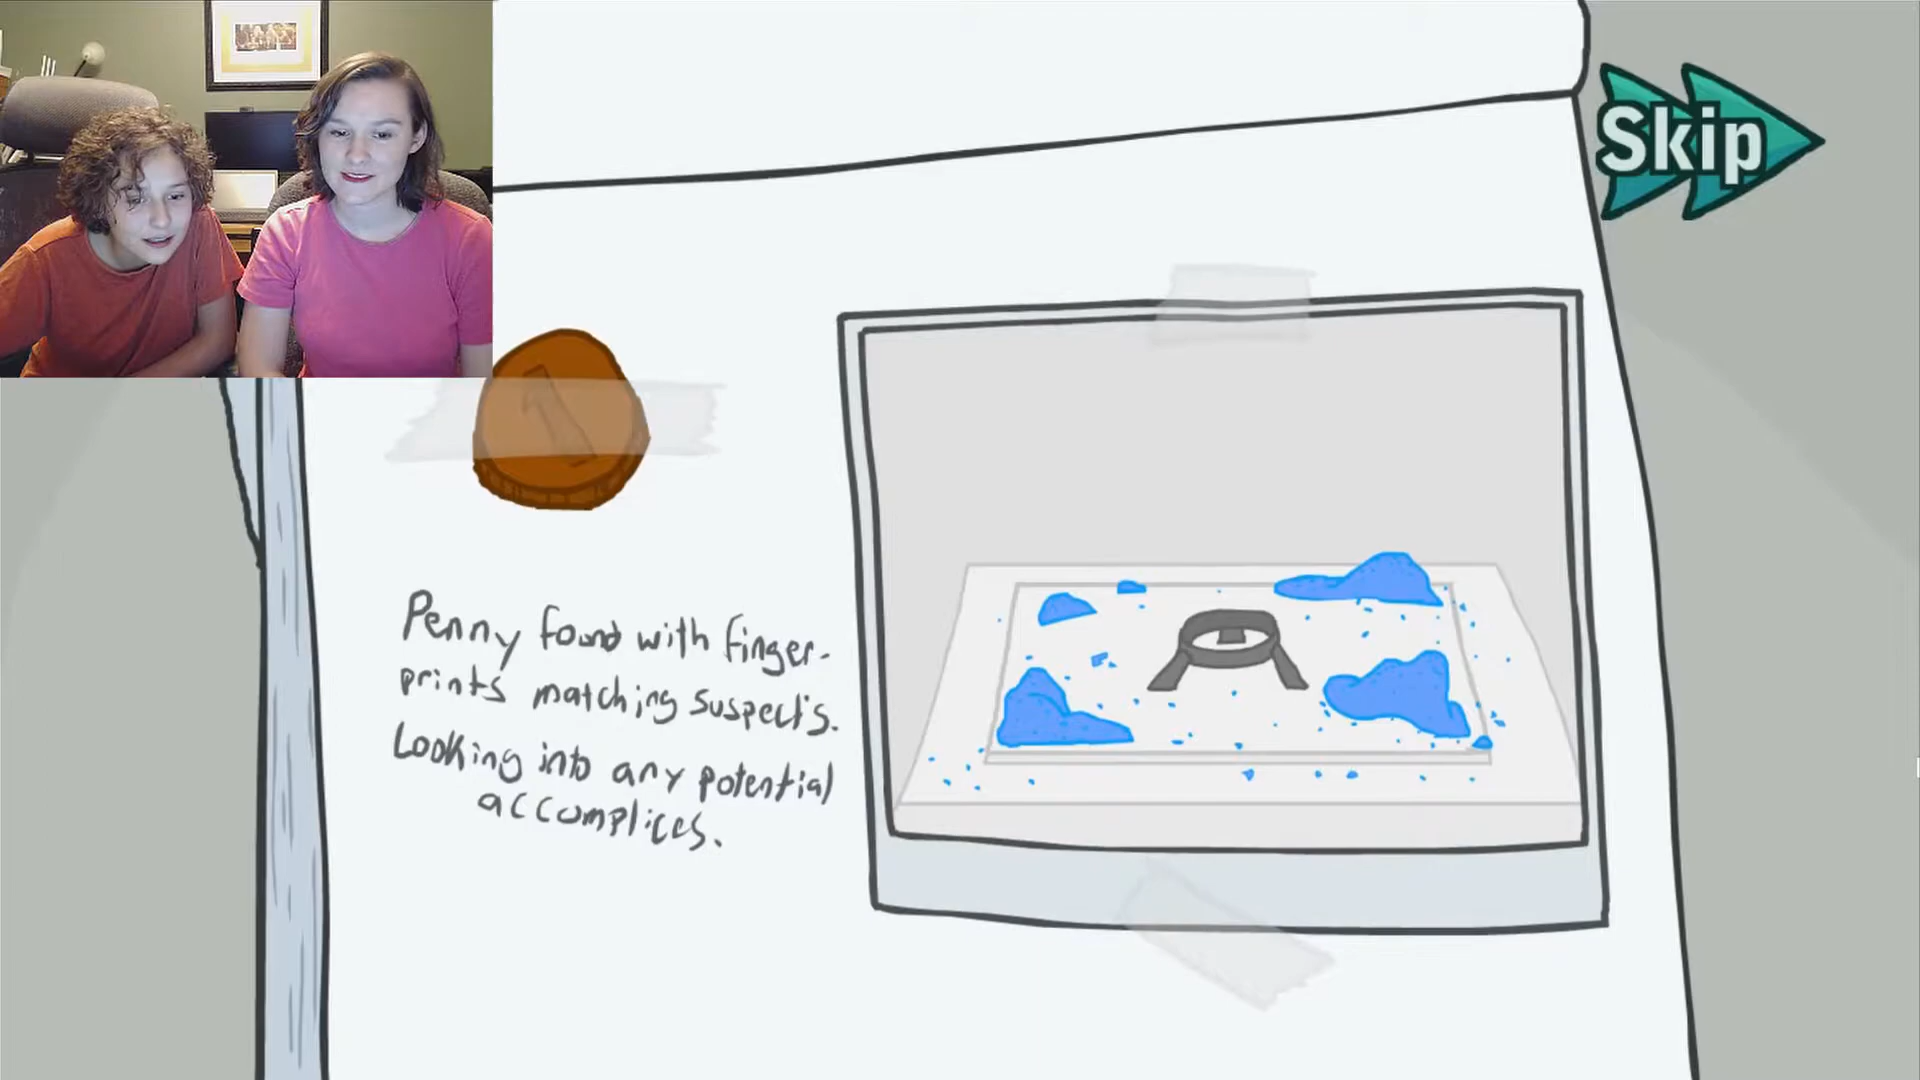 Skip
Penny found with finger-
prints matching suspect's.
Looking into any potential
accomplices.